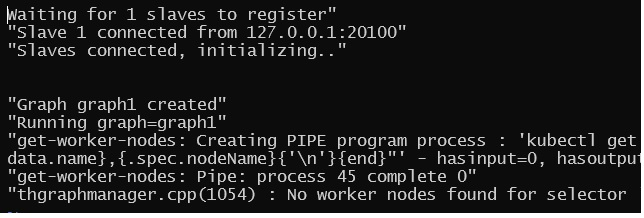 Waiting for 1 slaves to register"
"Slave 1 connected from 127.0.0.1:20100"
"Slaves connected, initializing.."
"Graph graph1 created"
"Running graph=graph1"
"get-worker-nodes: Creating PIPE program process : 'kubectl get
data.name},{.spec.nodeName}{'\n'}{end}"' - hasinput=0, hasoutpu
"get-worker-nodes: Pipe: process 45 complete 0"
"thgraphmanager.cpp(1054) : No worker nodes found for selector